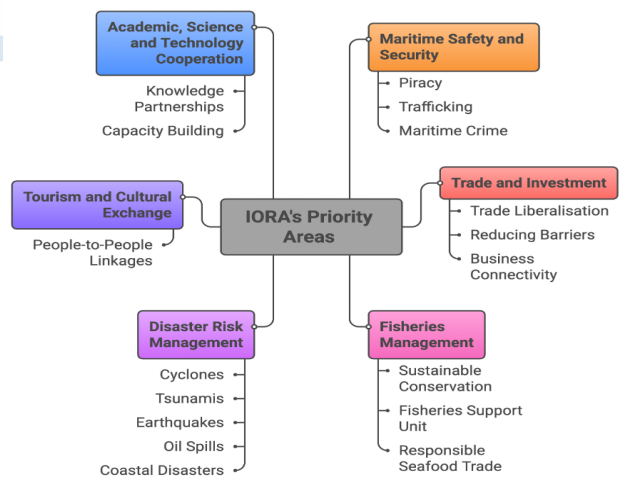 Academic, Science
and Technology
Cooperation
Knowledge
Partnerships
Capacity Building
Maritime Safety and
Security
Piracy
Trafficking
Maritime Crime
Tourism and Cultural
Exchange
People-to-People
Linkages
IORA's Priority
Areas
Trade and Investment
Trade Liberalisation
Reducing Barriers
Business
Connectivity
Disaster Risk
Management
Cyclones
Tsunamis
Earthquakes
Oil Spills
Coastal Disasters
Fisheries
Management
Sustainable
Conservation
Fisheries Support
Unit
Responsible
Seafood Trade